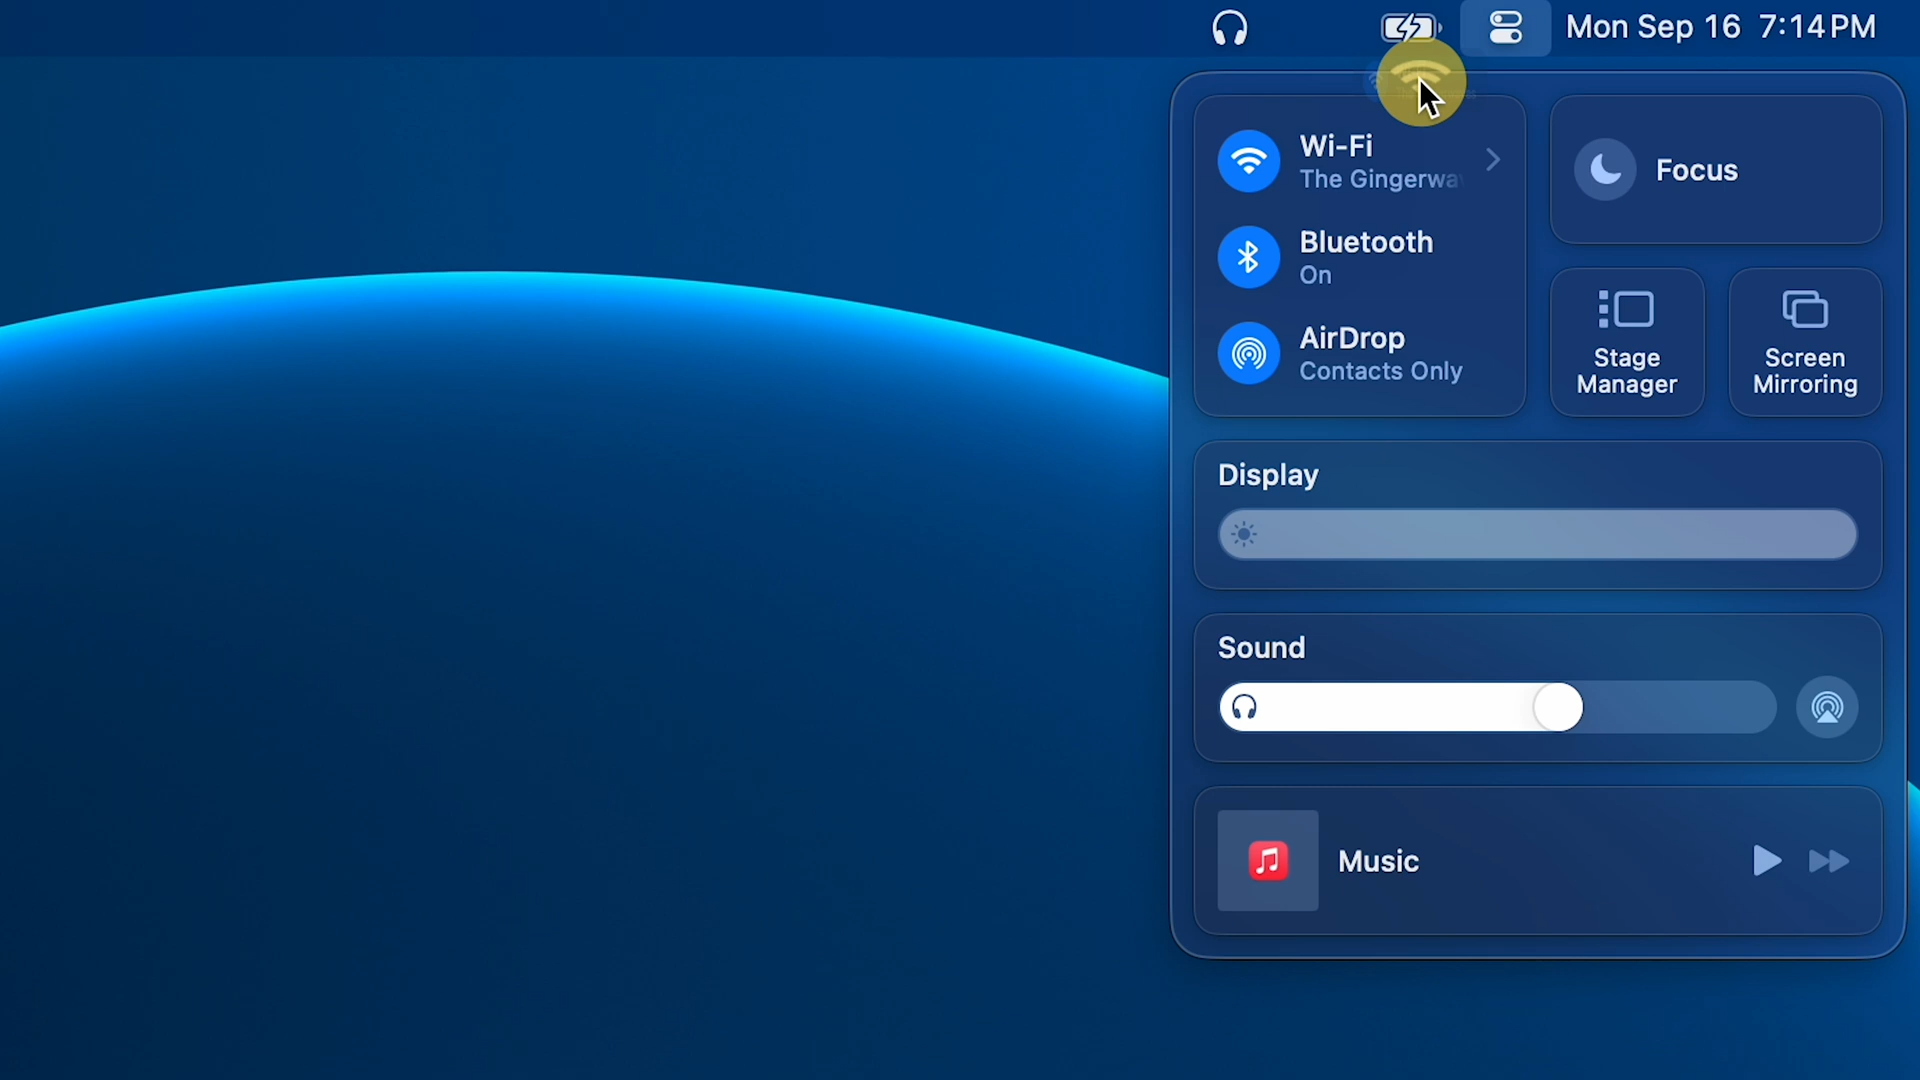 Mon Sep 16 7:14 PM
Wi-Fi
The Gingerwa
Focus
Bluetooth
On
AirDrop
Contacts Only
Stage
Manager
Screen
Mirroring
Display
Sound
Music